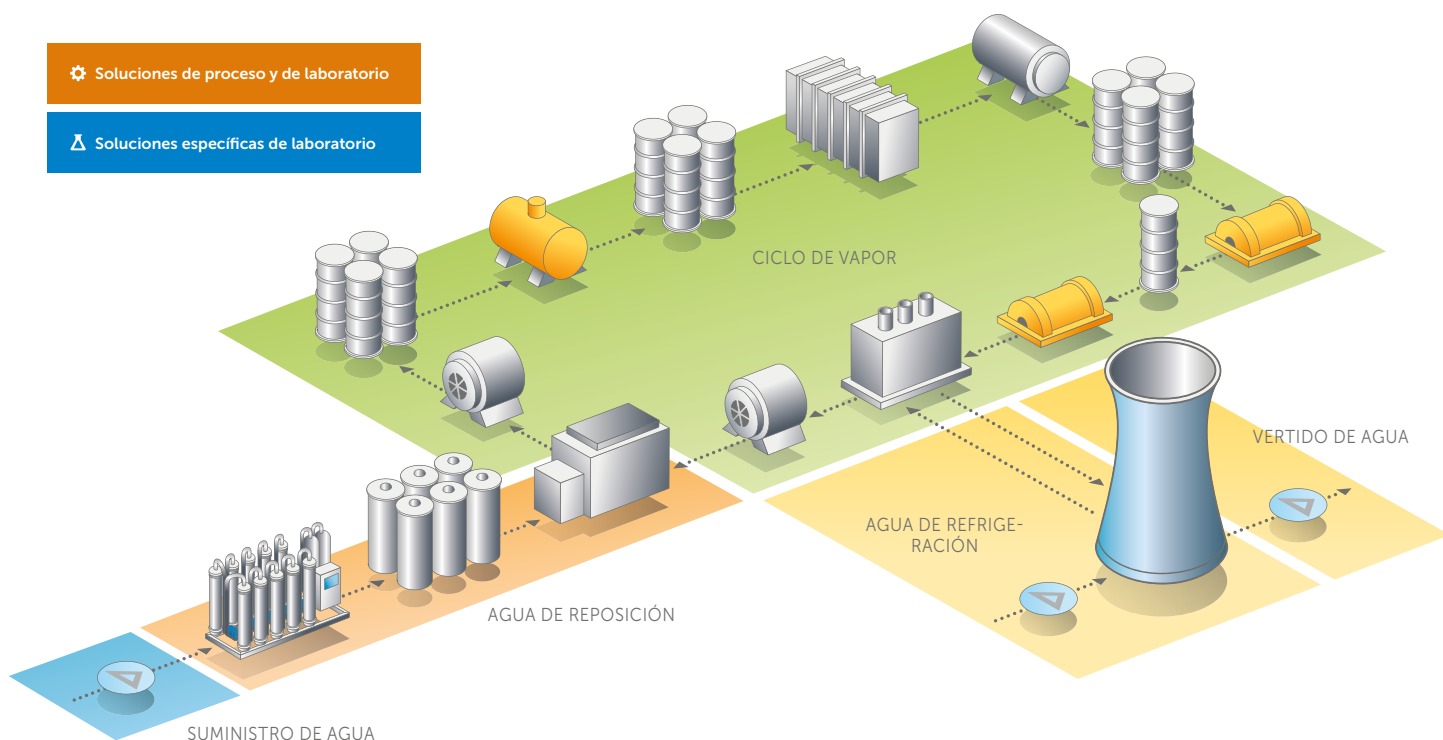 Soluciones de proceso y de laboratorio
Soluciones específicas de laboratorio
CICLO DE VAPOR
VERTIDO DE AGUA
AGUA DE REFRIGE-
RACIÓN
AGUA DE REPOSICIÓN
SUMINISTRO DE AGUA